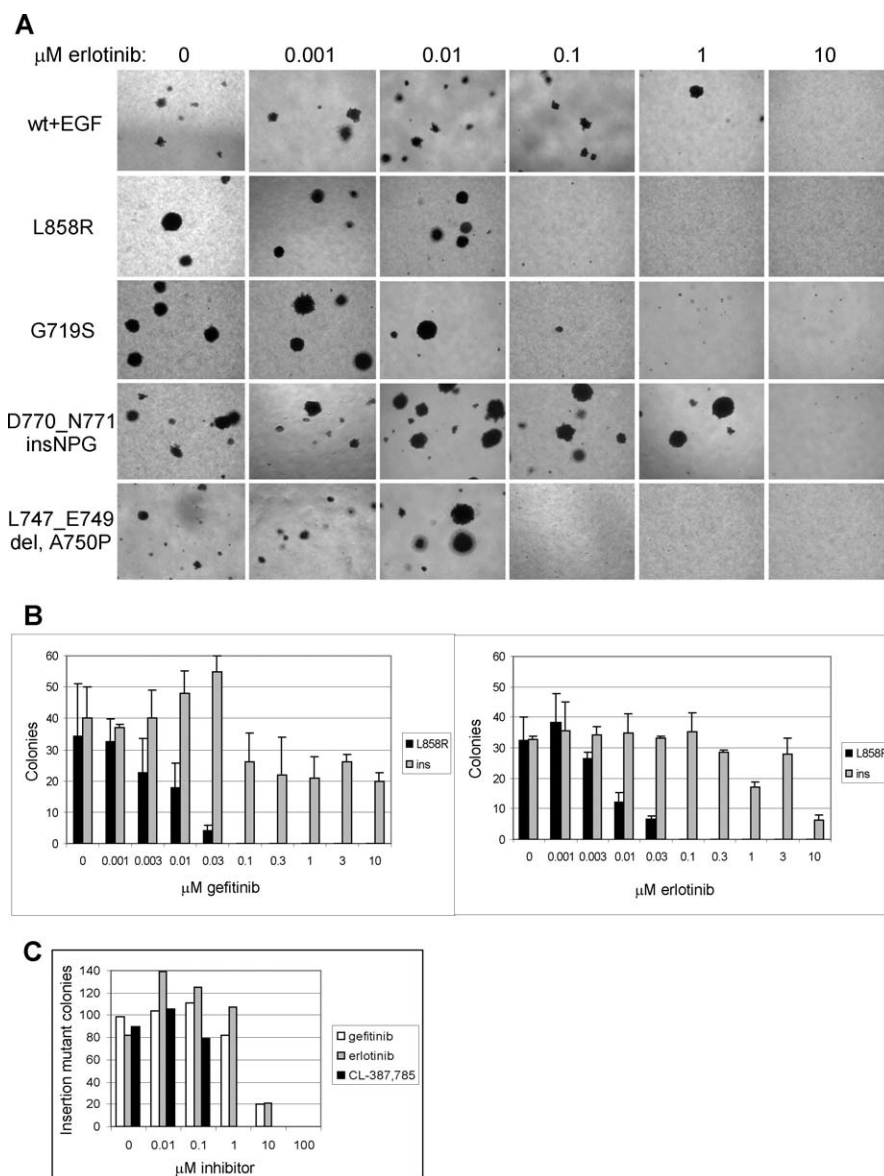 A
μM erlotinib: 0 0.001 0.01 0.1 1 10
wt+EGF
L858R
G719S
D770_N771
insNPG
L747_E749
del, A750P
B
60
50
40
30
20
10
0
Colonies
0 0.001 0.003 0.01 0.03 0.1 0.3 1 3 10
μM gefitinib
L858R
ins
60
50
40
30
20
10
0
Colonies
0 0.001 0.003 0.01 0.03 0.1 0.3 1 3 10
μM erlotinib
L858R
ins
C
140
120
100
80
60
40
20
0
Insertion mutant colonies
0 0.01 0.1 1 10 100
μM inhibitor
gefitinib
erlotinib
CL-387,785